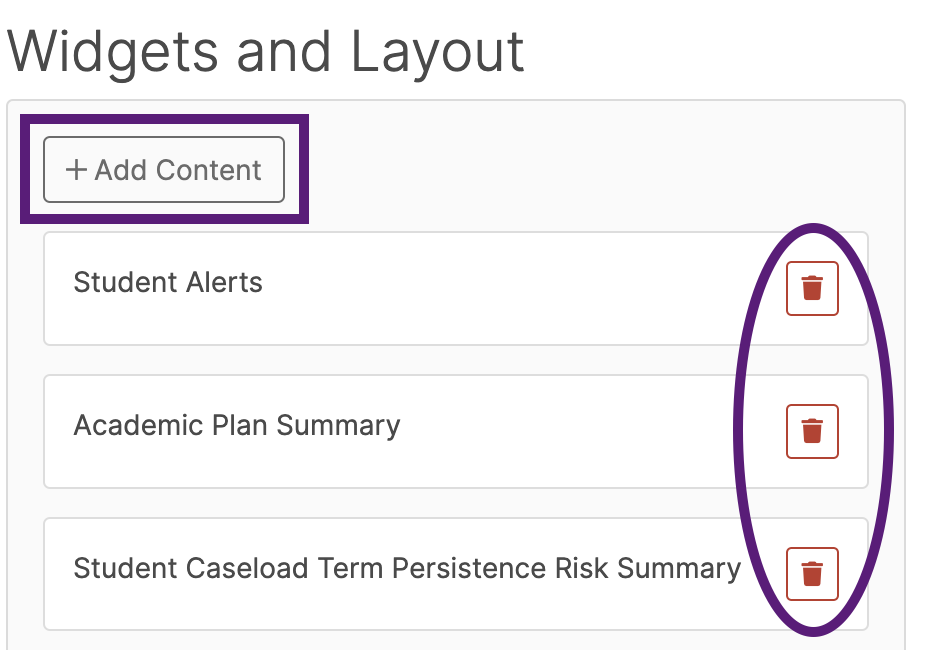 Widgets and Layout
+ Add Content
Student Alerts
Academic Plan Summary
Student Caseload Term Persistence Risk Summary